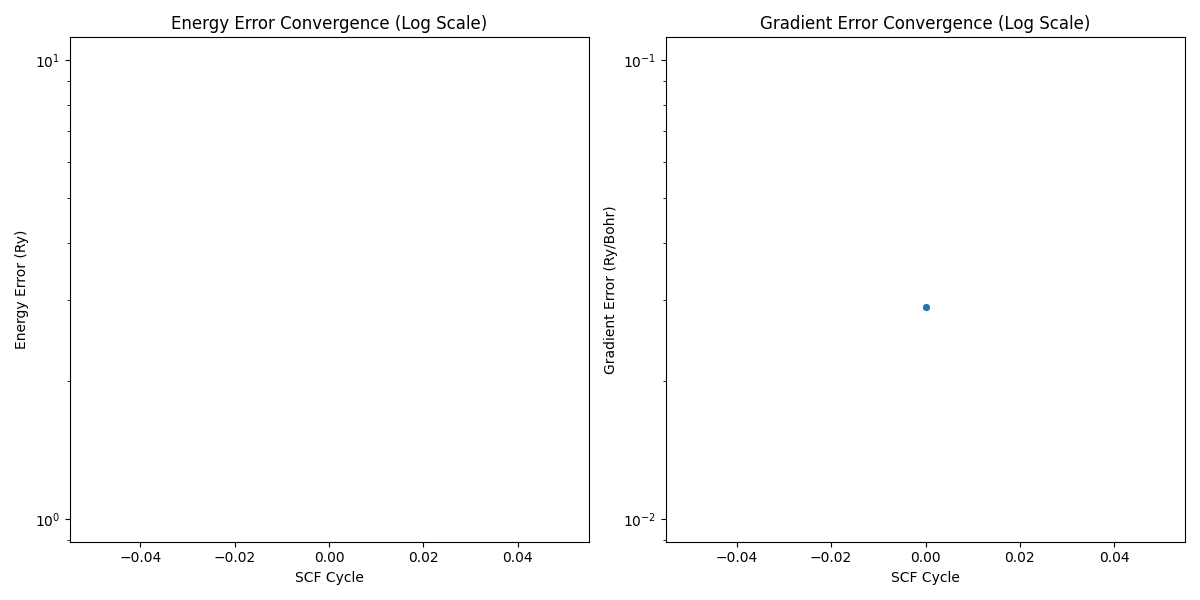 Energy Error Convergence (Log Scale)
10¹
10⁰
Energy Error (Ry)
−0.04 −0.02 0.00 0.02 0.04
SCF Cycle
Gradient Error Convergence (Log Scale)
10⁻¹
10⁻²
Gradient Error (Ry/Bohr)
−0.04 −0.02 0.00 0.02 0.04
SCF Cycle